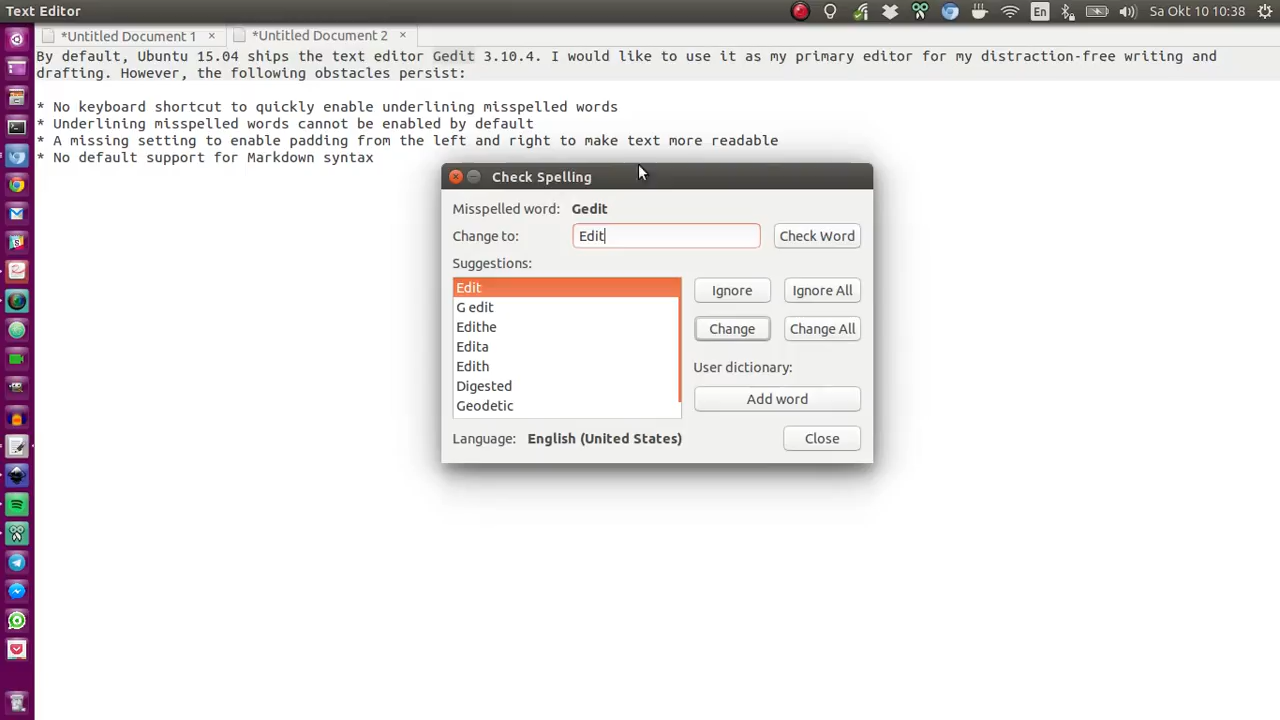 Text Editor
En
Sa Okt 10 10:38
*Untitled Document 1 ×
*Untitled Document 2 ×
By default, Ubuntu 15.04 ships the text editor Gedit 3.10.4. I would like to use it as my primary editor for my distraction-free writing and
drafting. However, the following obstacles persist:
* No keyboard shortcut to quickly enable underlining misspelled words
* Underlining misspelled words cannot be enabled by default
* A missing setting to enable padding from the left and right to make text more readable
* No default support for Markdown syntax
Check Spelling
Misspelled word: Gedit
Change to: Edit
Check Word
Suggestions:
Edit
G edit
Edithe
Edita
Edith
Digested
Geodetic
Ignore
Ignore All
Change
Change All
User dictionary:
Add word
Language: English (United States)
Close